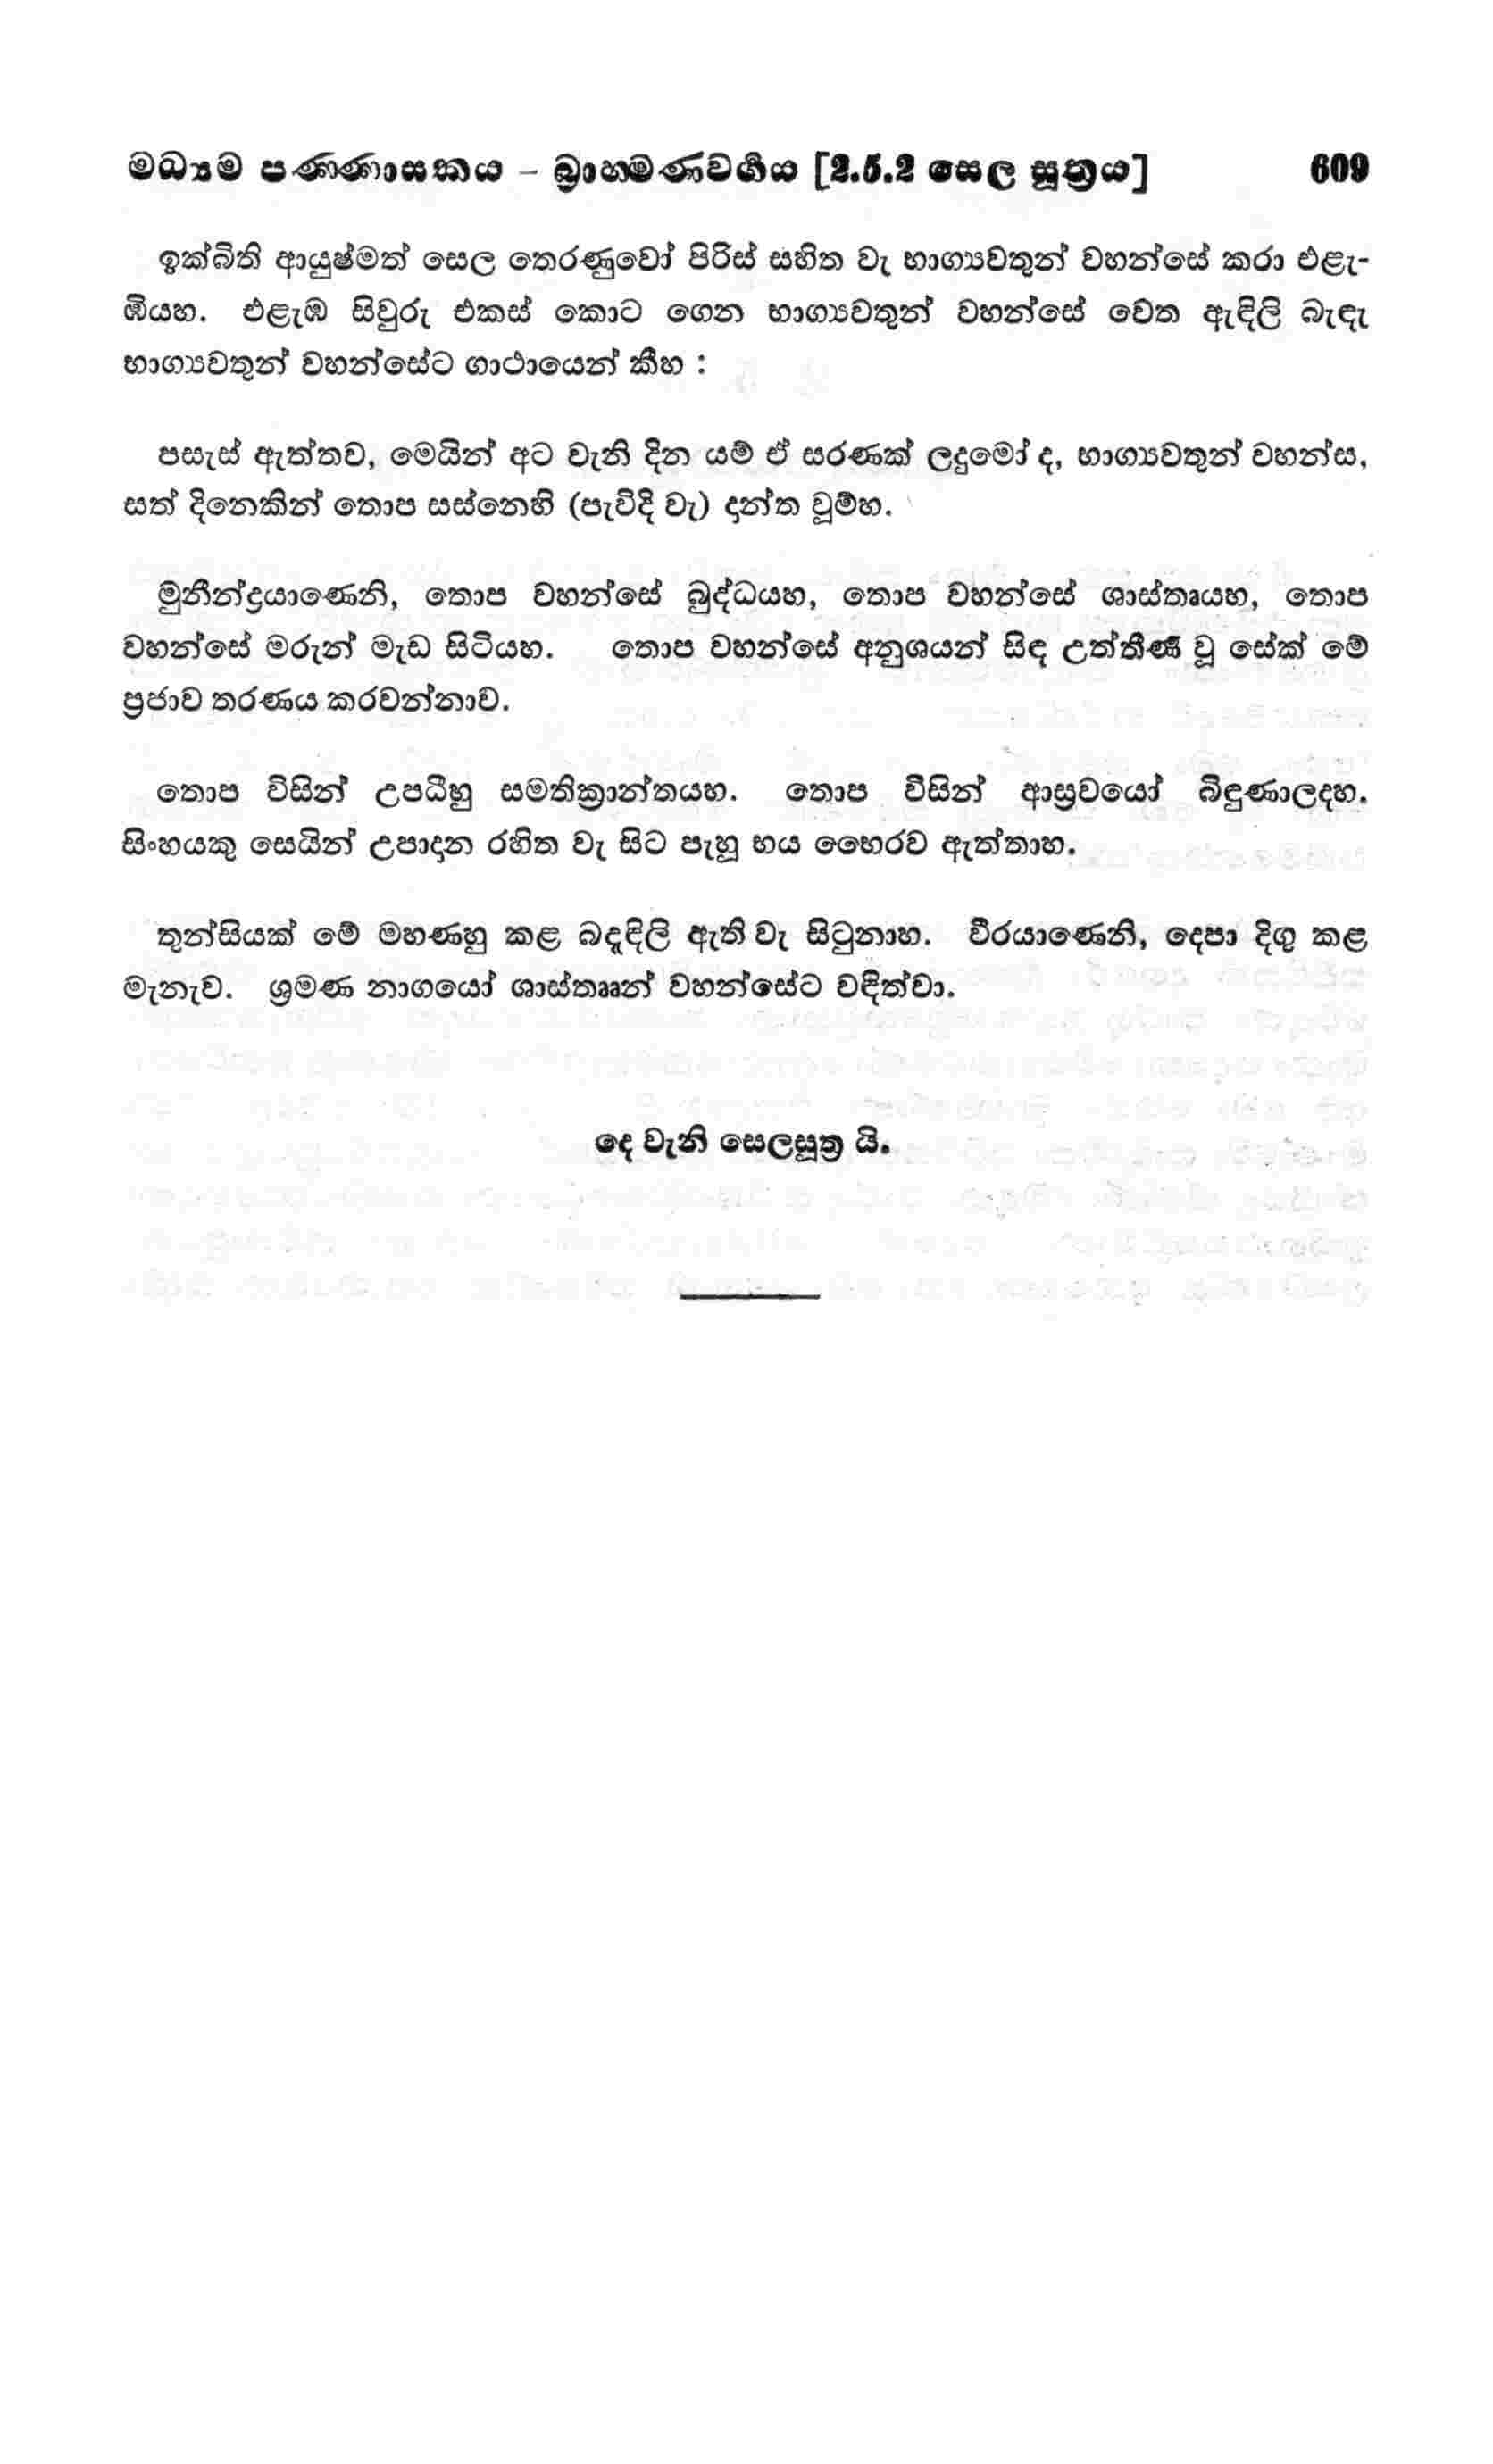 මධ්‍යම පණ්ණාසකය – බ්‍රාහ්මණවර්ගය [2.5.2 සෙල සූත්‍රය] 609
ඉක්බිති ආයුෂ්මත් සෙල තෙරණුවෝ පිරිස් සහිත වැ භාග්‍යවතුන් වහන්සේ කරා එළැ-
ඹියහ. එළැඹ සිවුරු එකස් කොට ගෙන භාග්‍යවතුන් වහන්සේ වෙත ඇඳිලි බැඳැ
භාග්‍යවතුන් වහන්සේට ගාථායෙන් කීහ :
පසැස් ඇත්තව, මෙයින් අට වැනි දින යම් ඒ සරණක් ලදුමෝ ද, භාග්‍යවතුන් වහන්ස,
සත් දිනෙකින් තොප සස්නෙහි (පැවිදි වැ) දාන්ත වූම්හ.
මුනීන්ද්‍රයාණෙනි, තොප වහන්සේ බුද්ධයහ, තොප වහන්සේ ශාස්තෘයහ, තොප
වහන්සේ මරුන් මැඩ සිටියහ. තොප වහන්සේ අනුශයන් සිඳ උත්තීර්ණ වූ සේක් මේ
ප්‍රජාව තරණය කරවන්නාව.
තොප විසින් උපධීහු සමතික්‍රාන්තයහ. තොප විසින් ආස්‍රවයෝ බිඳුණාලදහ.
සිංහයකු සෙයින් උපාදාන රහිත වැ සිට පැහූ භය භෛරව ඇත්තාහ.
තුන්සියක් මේ මහණහු කළ බදැඳිලි ඇති වැ සිටුනාහ. වීරයාණෙනි, දෙපා දිගු කළ
මැනැව. ශ්‍රමණ නාගයෝ ශාස්තෲන් වහන්සේට වඳිත්වා.
දෙ වැනි සෙලසූත්‍ර යි.